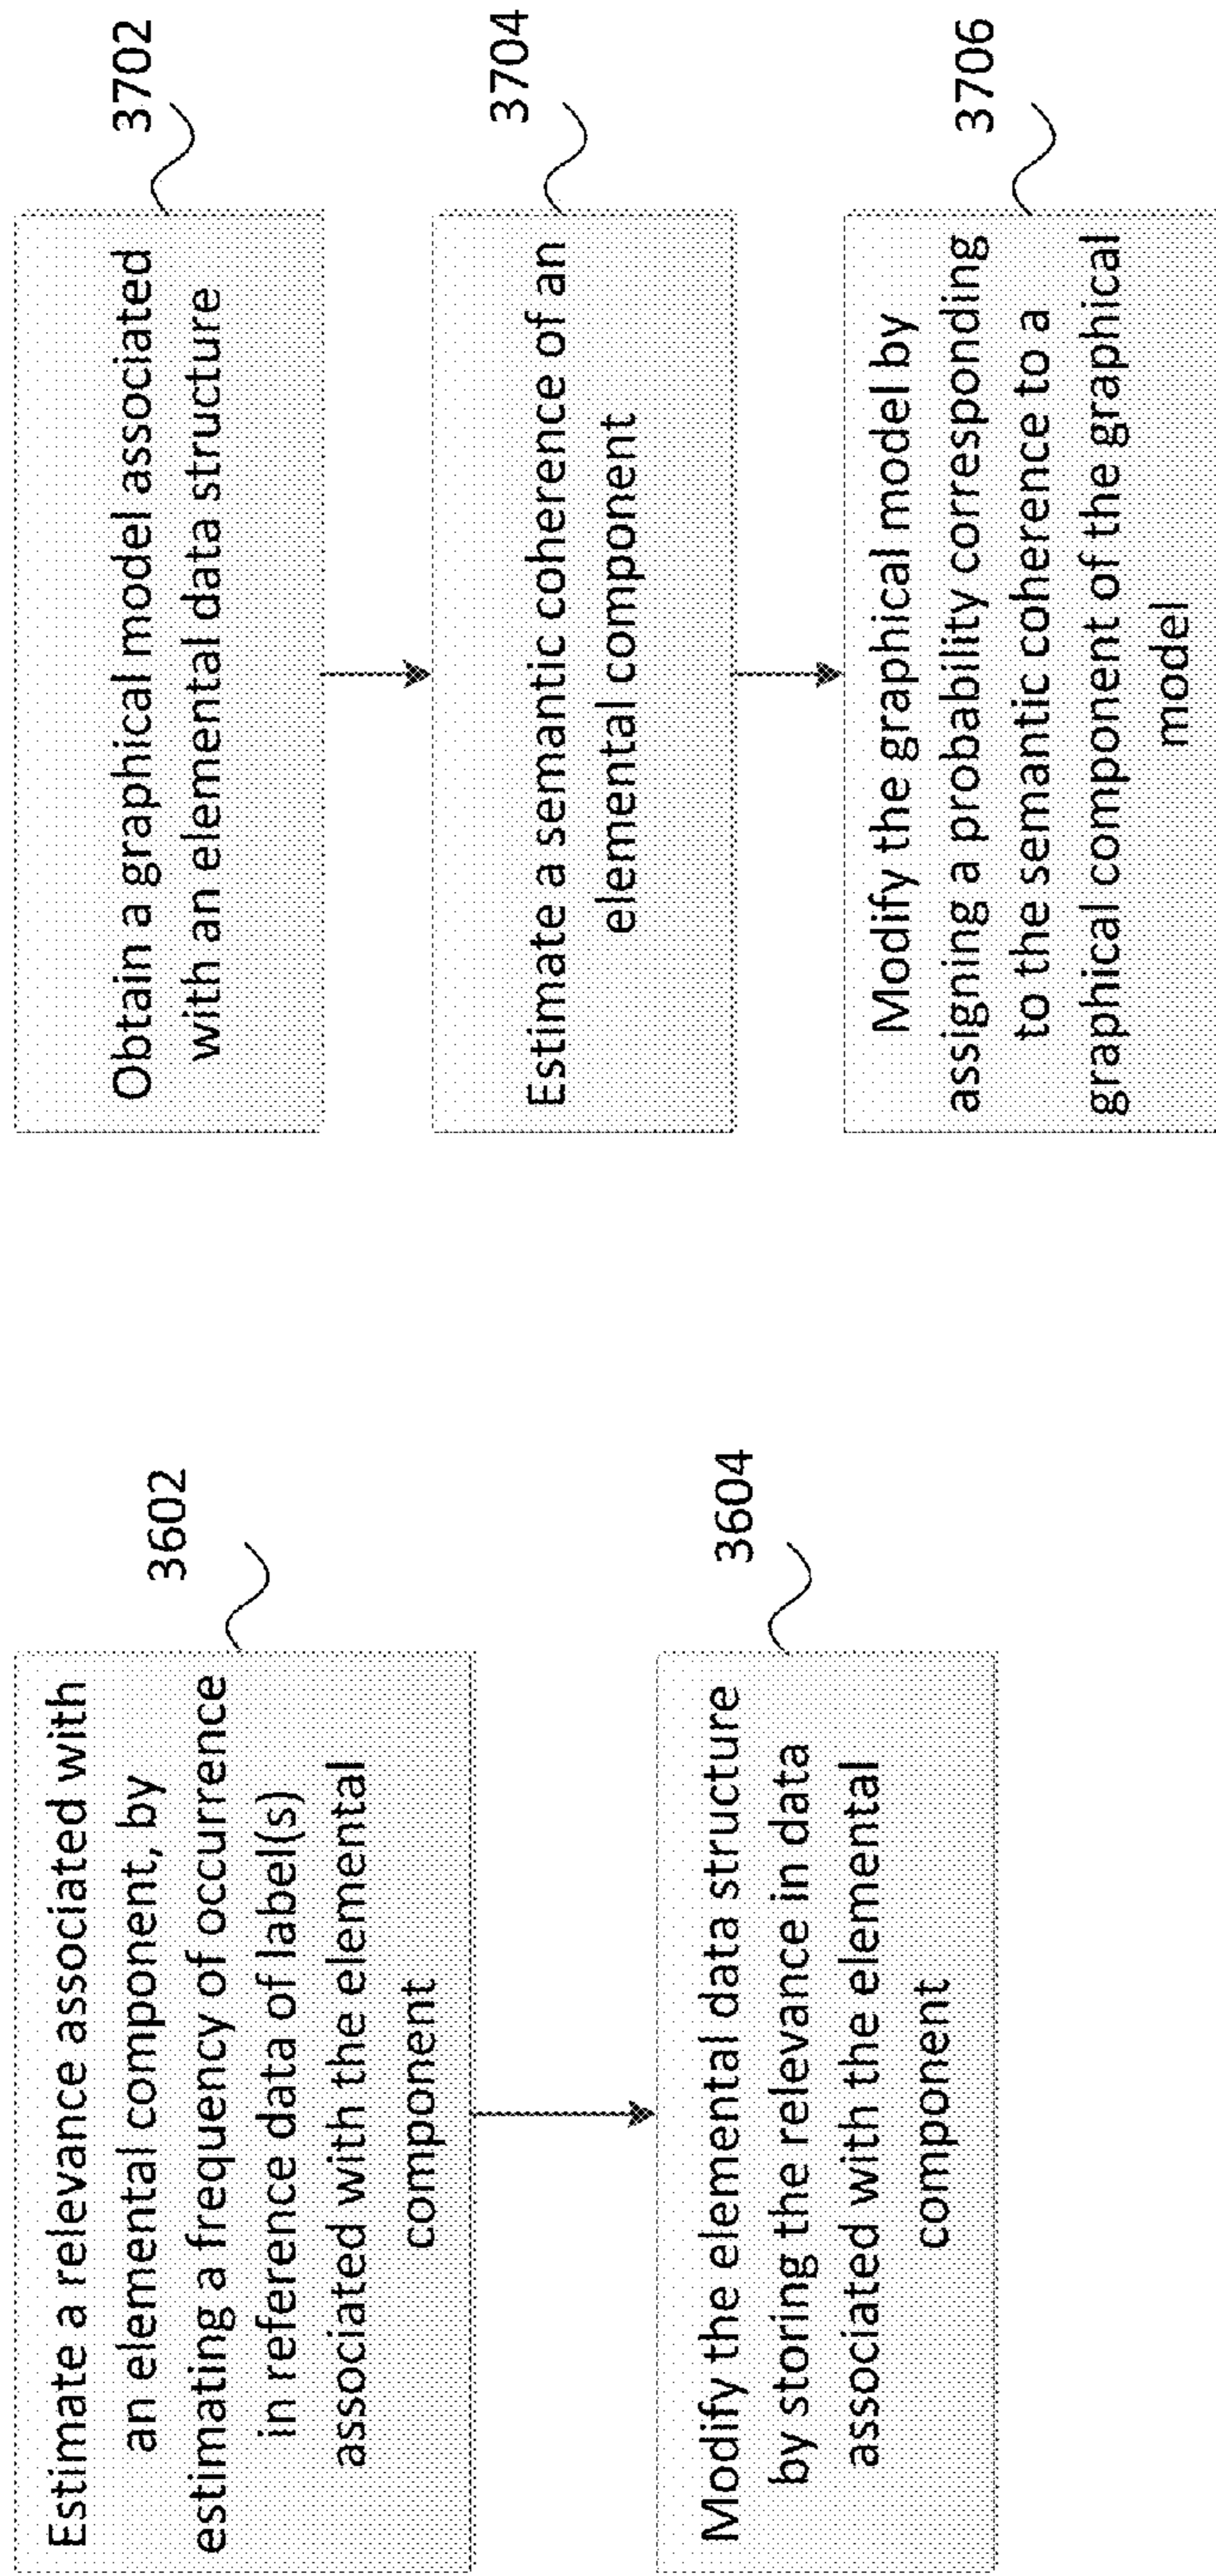 Estimate a relevance associated with
an elemental component, by
estimating a frequency of occurrence
in reference data of label(s)
associated with the elemental
component
3602
Modify the elemental data structure
by storing the relevance in data
associated with the elemental
component
3604
Obtain a graphical model associated
with an elemental data structure
3702
Estimate a semantic coherence of an
elemental component
3704
Modify the graphical model by
assigning a probability corresponding
to the semantic coherence to a
graphical component of the graphical
model
3706